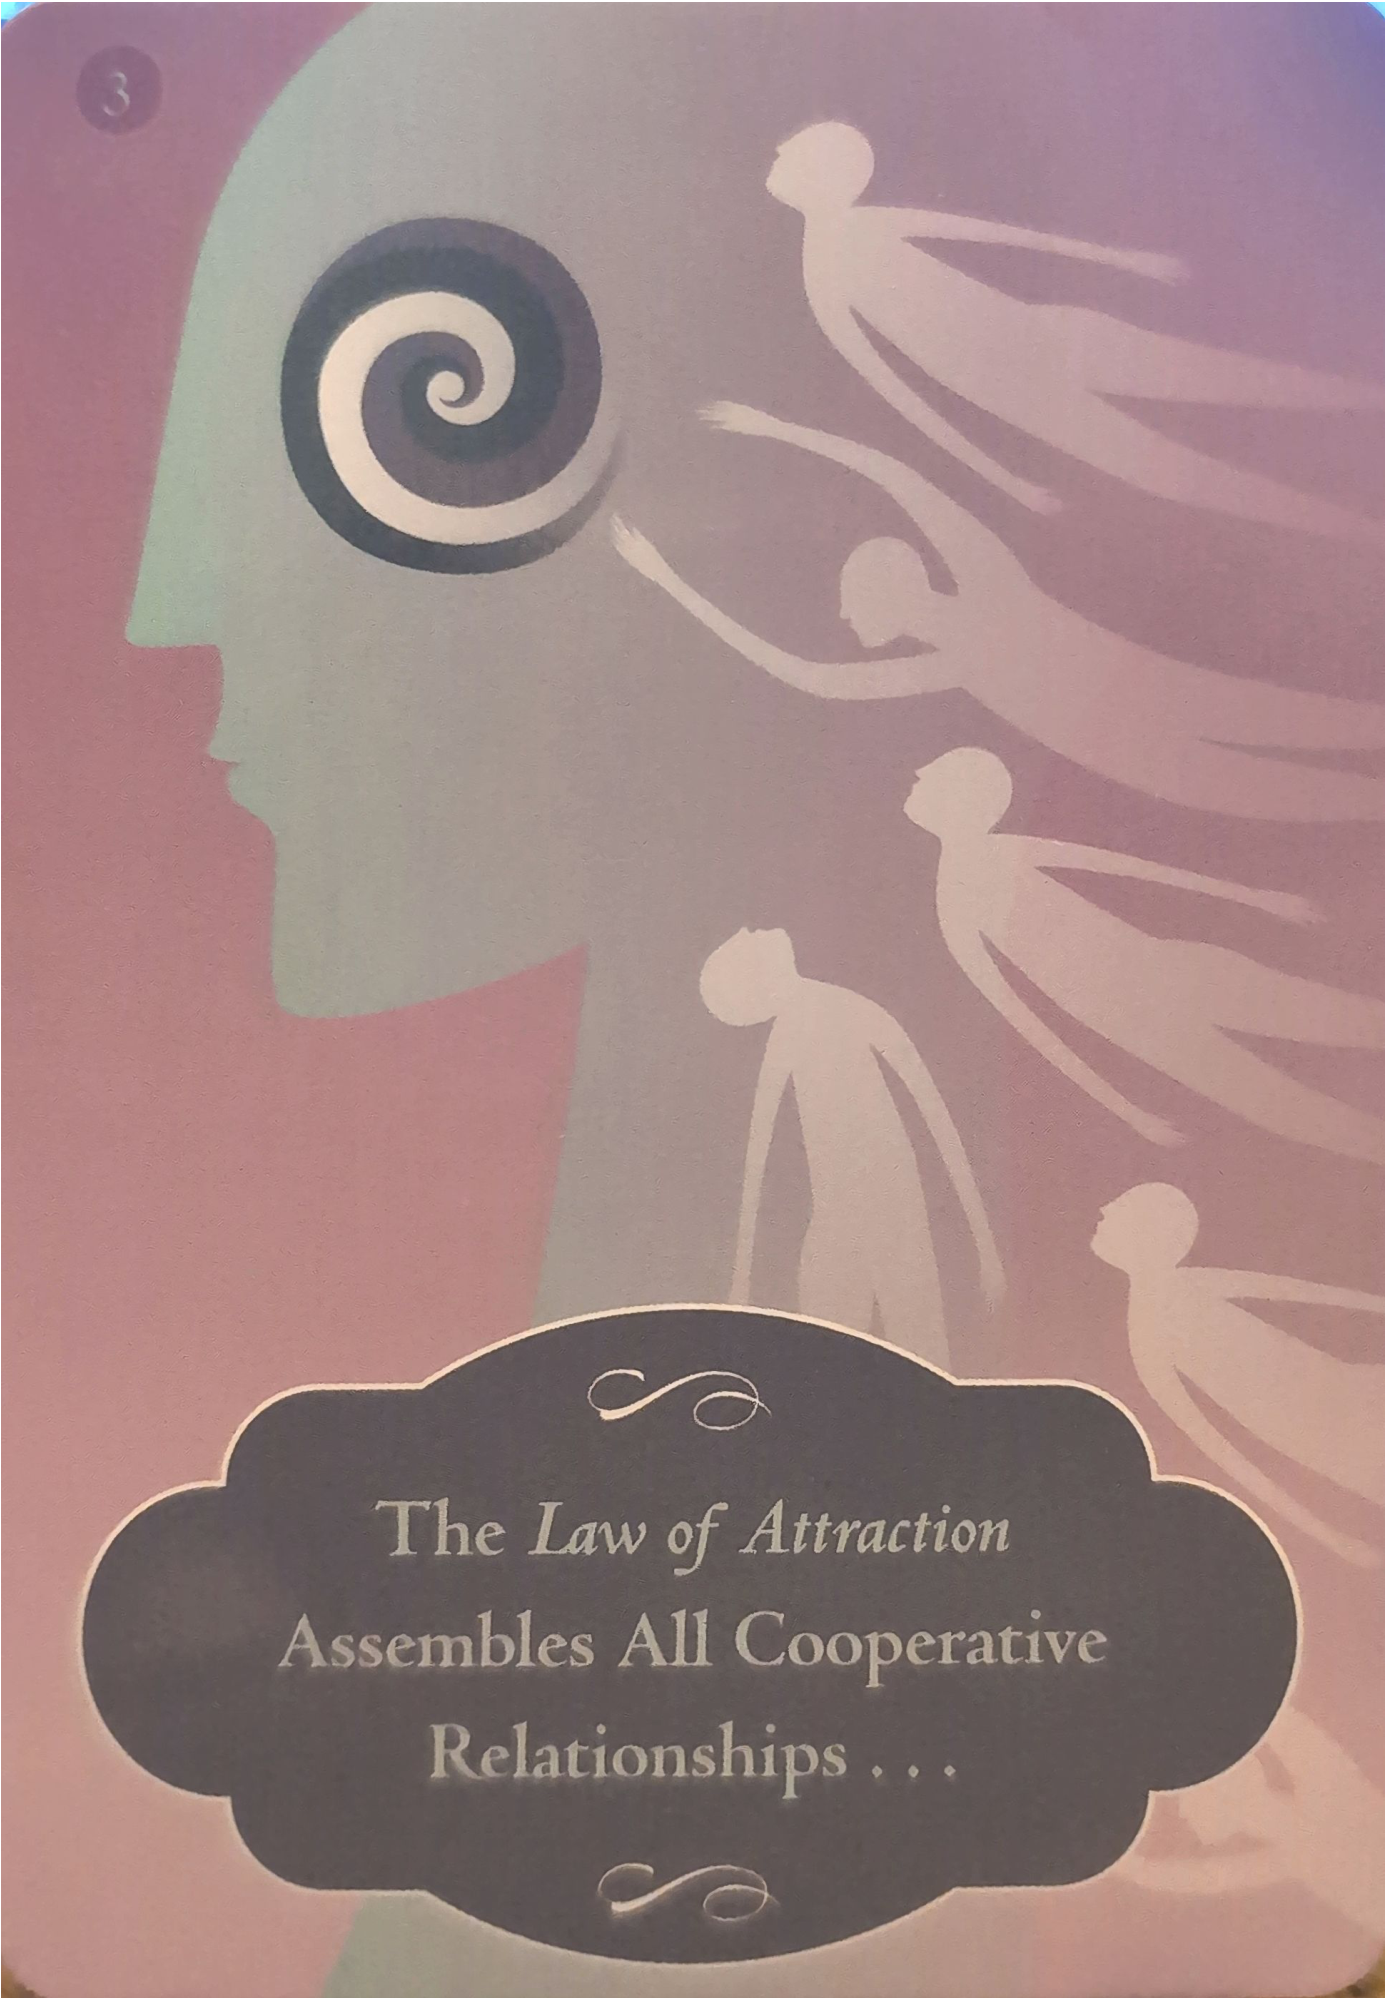 3
The Law of Attraction
Assembles All Cooperative
Relationships . . .